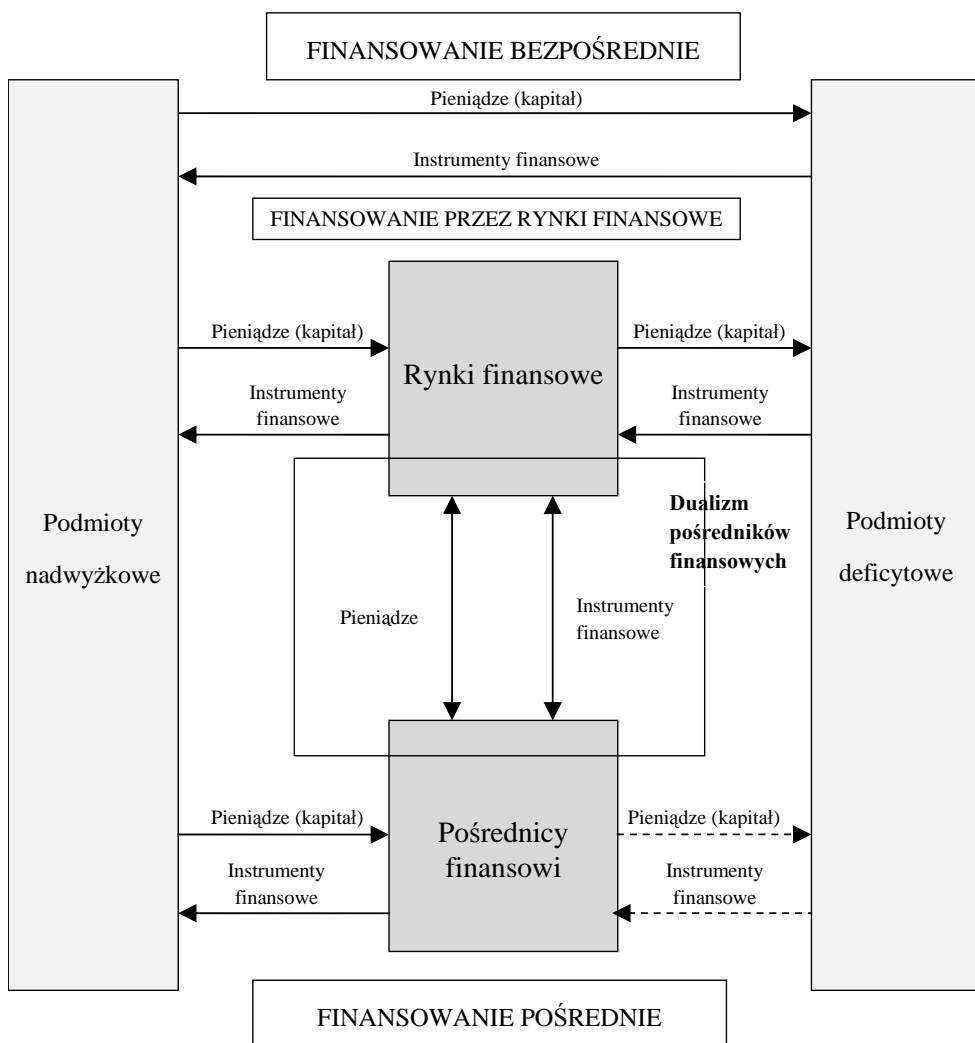 FINANSOWANIE BEZPOŚREDNIE
Pieniądze (kapitał)
Instrumenty finansowe
FINANSOWANIE PRZEZ RYNKI FINANSOWE
Pieniądze (kapitał)
Pieniądze (kapitał)
Rynki finansowe
Instrumenty
finansowe
Instrumenty
finansowe
Podmioty
nadwyżkowe
Dualizm
pośredników
finansowych
Podmioty
deficytowe
Pieniądze
Instrumenty
finansowe
Pieniądze (kapitał)
Pieniądze (kapitał)
Pośrednicy
finansowi
Instrumenty
finansowe
Instrumenty
finansowe
FINANSOWANIE POŚREDNIE